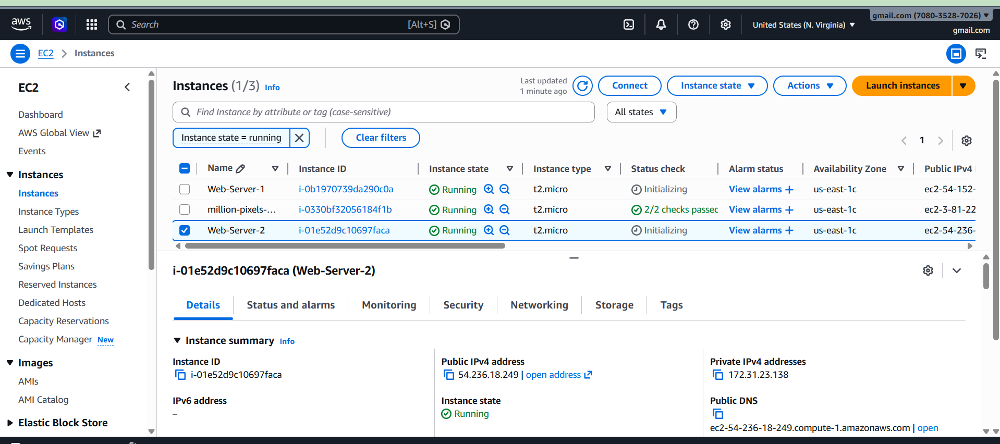 aws
Search
[Alt+S]
United States (N. Virginia)
gmail.com (7080-3528-7026)
gmail.com
EC2
Instances
EC2
Dashboard
AWS Global View
Events
Instances
Instances
Instance Types
Launch Templates
Spot Requests
Savings Plans
Reserved Instances
Dedicated Hosts
Capacity Reservations
Capacity Manager New
Images
AMIs
AMI Catalog
Elastic Block Store
Instances (1/3) Info
Last updated
1 minute ago
Connect
Instance state
Actions
Launch instances
Find Instance by attribute or tag (case-sensitive)
All states
Instance state = running
Clear filters
1
Name Instance ID Instance state Instance type Status check Alarm status Availability Zone Public IPv4
Web-Server-1 i-0b1970739da290c0a Running t2.micro Initializing View alarms + us-east-1c ec2-54-152-
million-pixels-... i-0330bf32056184f1b Running t2.micro 2/2 checks passed View alarms + us-east-1c ec2-3-81-22
Web-Server-2 i-01e52d9c10697faca Running t2.micro Initializing View alarms + us-east-1c ec2-54-236-
i-01e52d9c10697faca (Web-Server-2)
Details
Status and alarms
Monitoring
Security
Networking
Storage
Tags
Instance summary Info
Instance ID
i-01e52d9c10697faca
Public IPv4 address
54.236.18.249 | open address
Private IPv4 addresses
172.31.23.138
IPv6 address
–
Instance state
Running
Public DNS
ec2-54-236-18-249.compute-1.amazonaws.com | open